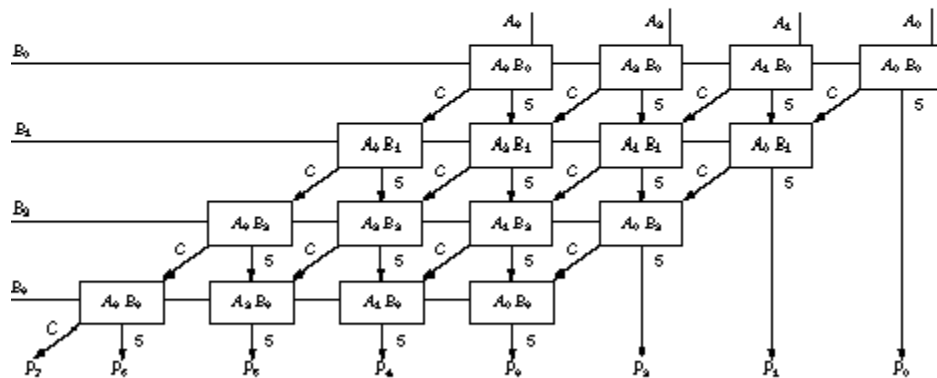 A₃ A₂ A₁ A₀
B₀ A₃ B₀ A₂ B₀ A₁ B₀ A₀ B₀
C S C S C S C S
B₁ A₃ B₁ A₂ B₁ A₁ B₁ A₀ B₁
C S C S C S C S
B₂ A₃ B₂ A₂ B₂ A₁ B₂ A₀ B₂
C S C S C S C S
B₃ A₃ B₃ A₂ B₃ A₁ B₃ A₀ B₃
C S S S S
P₇ P₆ P₅ P₄ P₃ P₂ P₁ P₀